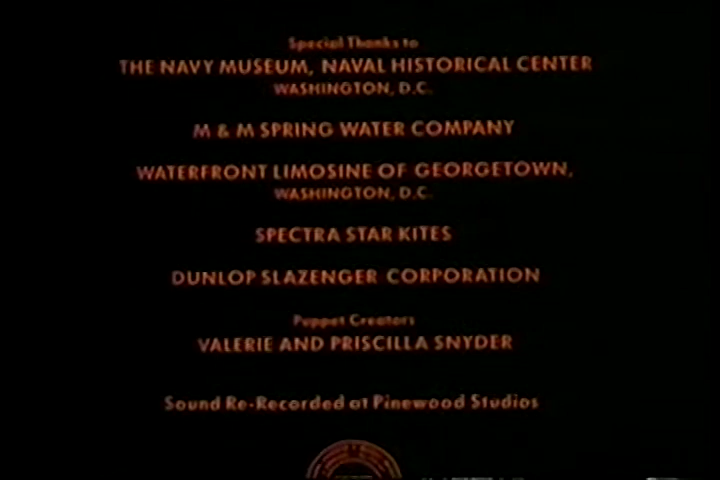 Special Thanks to
THE NAVY MUSEUM, NAVAL HISTORICAL CENTER
WASHINGTON, D.C.
M & M SPRING WATER COMPANY
WATERFRONT LIMOSINE OF GEORGETOWN,
WASHINGTON, D.C.
SPECTRA STAR KITES
DUNLOP SLAZENGER CORPORATION
Puppet Creators
VALERIE AND PRISCILLA SNYDER
Sound Re-Recorded at Pinewood Studios